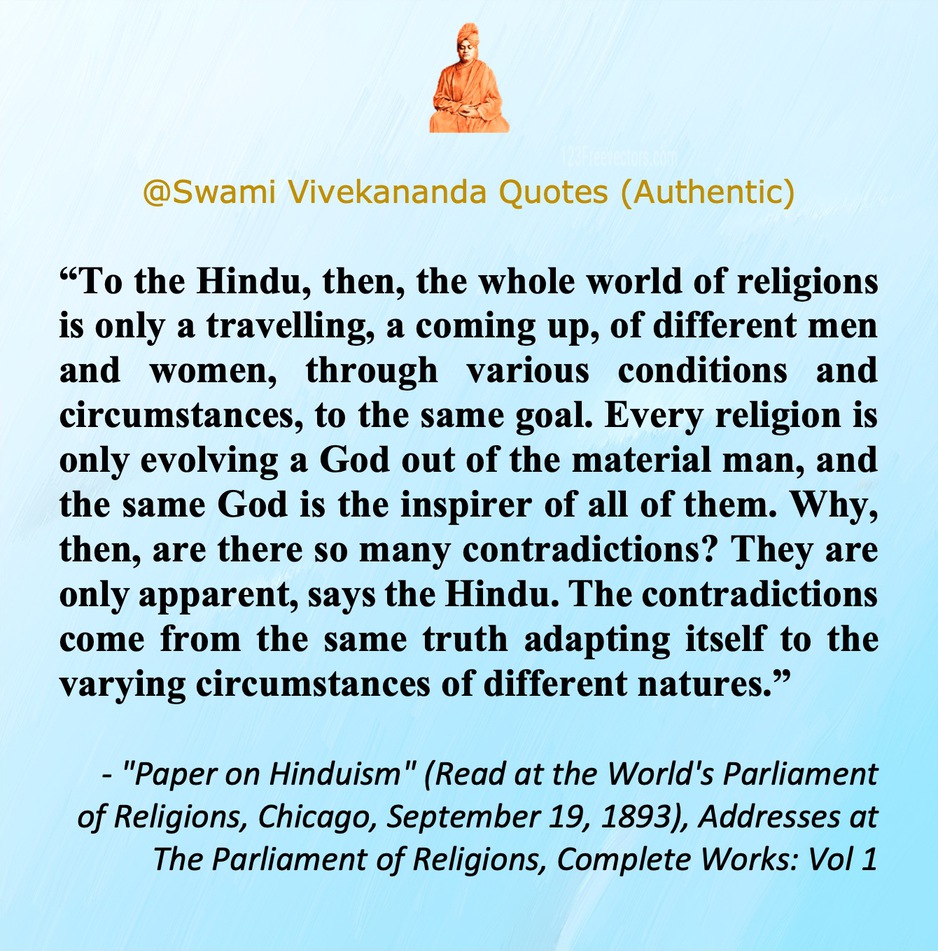 123Freevectors.com
@Swami Vivekananda Quotes (Authentic)
“To the Hindu, then, the whole world of religions
is only a travelling, a coming up, of different men
and women, through various conditions and
circumstances, to the same goal. Every religion is
only evolving a God out of the material man, and
the same God is the inspirer of all of them. Why,
then, are there so many contradictions? They are
only apparent, says the Hindu. The contradictions
come from the same truth adapting itself to the
varying circumstances of different natures.”
- "Paper on Hinduism" (Read at the World's Parliament
of Religions, Chicago, September 19, 1893), Addresses at
The Parliament of Religions, Complete Works: Vol 1